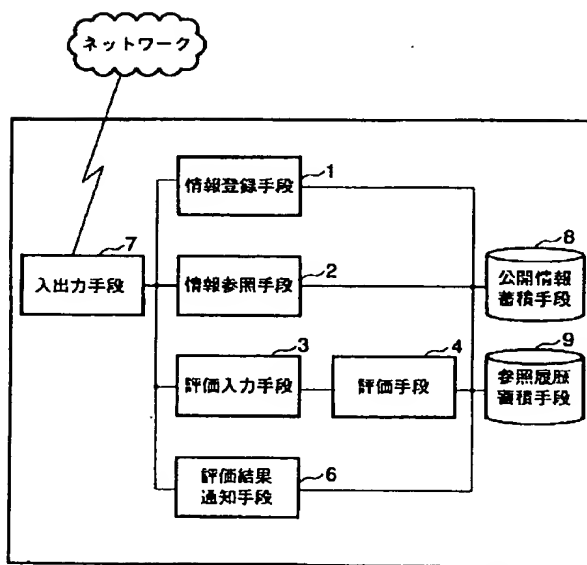 ネットワーク
情報登録手段
1
7
入出力手段
情報参照手段
2
8
公開情報
蓄積手段
3
評価入力手段
4
評価手段
9
参照履歴
蓄積手段
6
評価結果
通知手段